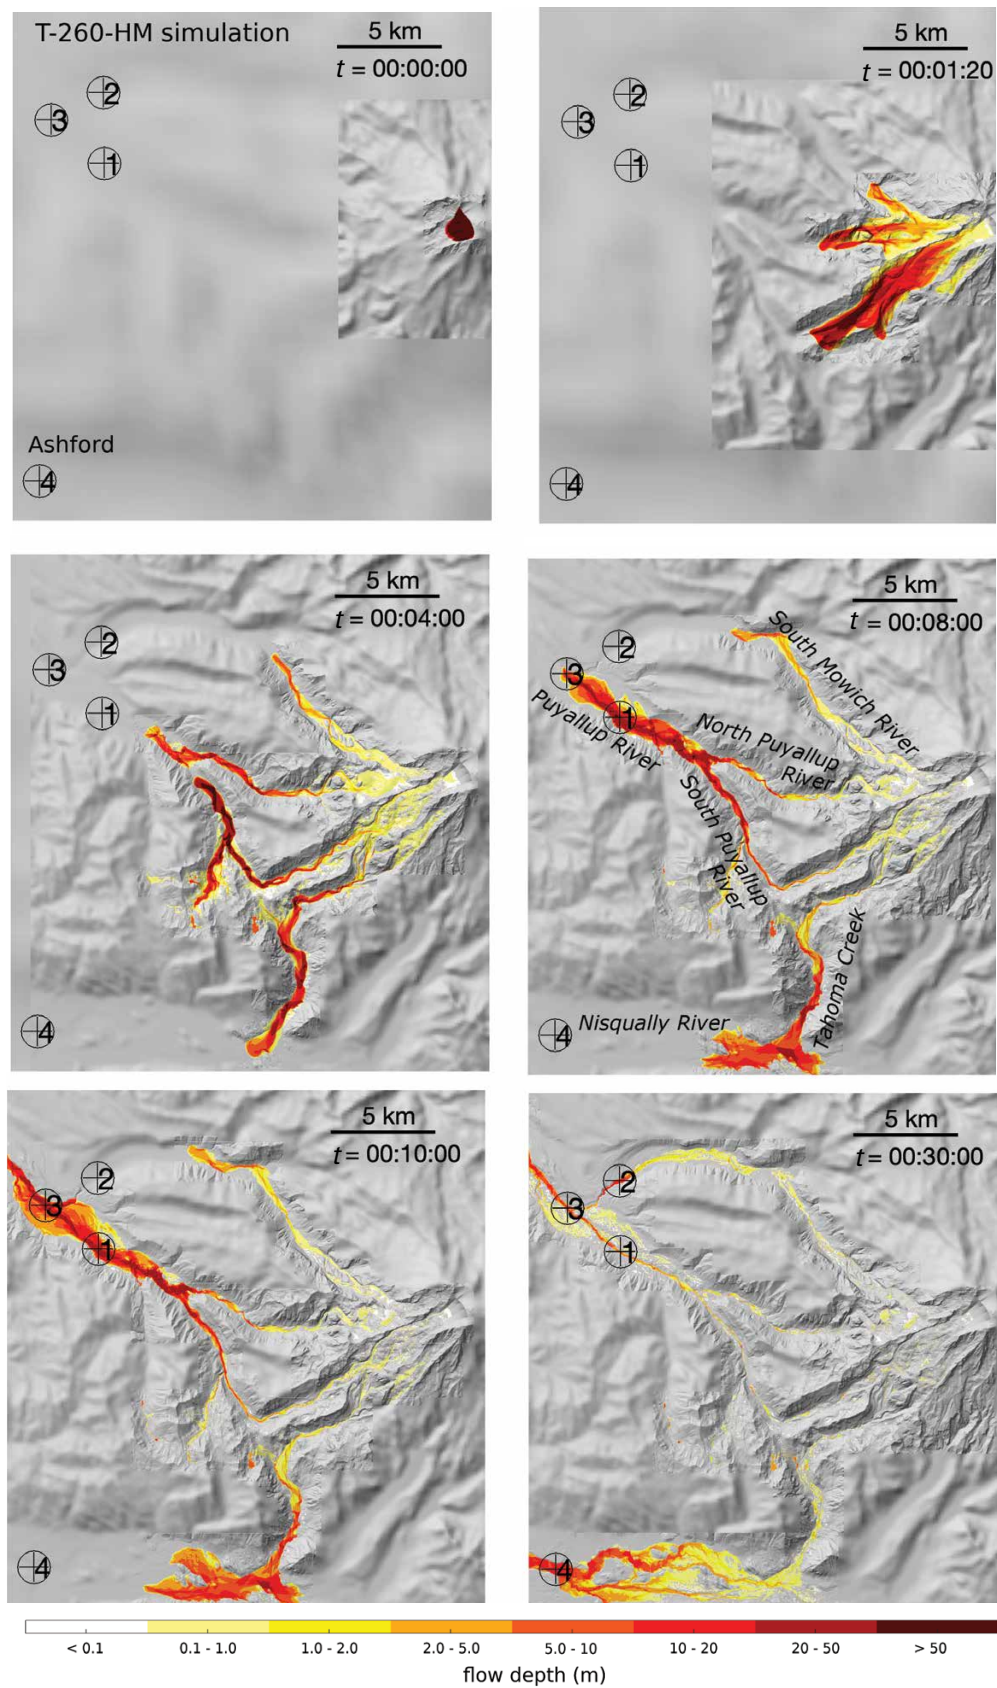 T-260-HM simulation
5 km
t = 00:00:00
2
3
1
Ashford
4
5 km
t = 00:01:20
2
3
1
4
5 km
t = 00:04:00
2
3
1
4
5 km
t = 00:08:00
2
3
1
South Mowich River
Puyallup River
North Puyallup
River
South Puyallup
River
Tahoma Creek
Nisqually River
4
5 km
t = 00:10:00
2
3
1
4
5 km
t = 00:30:00
2
3
1
4
< 0.1
0.1 - 1.0
1.0 - 2.0
2.0 - 5.0
5.0 - 10
10 - 20
20 - 50
> 50
flow depth (m)